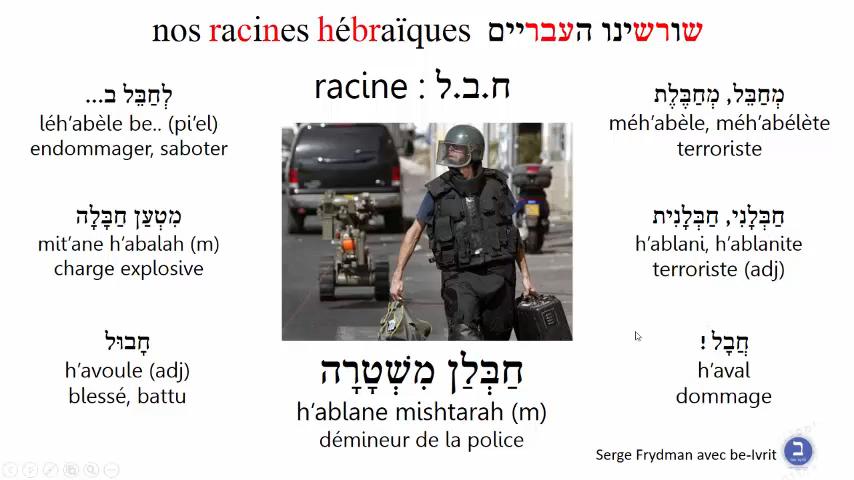 nos racines hébraïques שורשינו העבריים
racine : ח.ב.ל
לְחַבֵּל ב...
léh'abèle be.. (pi'el)
endommager, saboter
מְחַבֵּל, מְחַבֶּלֶת
méh'abèle, méh'abélète
terroriste
מִטְעַן חַבָּלָה
mit'ane h'abalah (m)
charge explosive
חַבְּלָנִי, חַבְּלָנִית
h'ablani, h'ablanite
terroriste (adj)
חָבוּל
h'avoule (adj)
blessé, battu
חַבְּלַן מִשְׁטָרָה
h'ablane mishtarah (m)
démineur de la police
חֲבָל !
h'aval
dommage
Serge Frydman avec be-Ivrit
ב